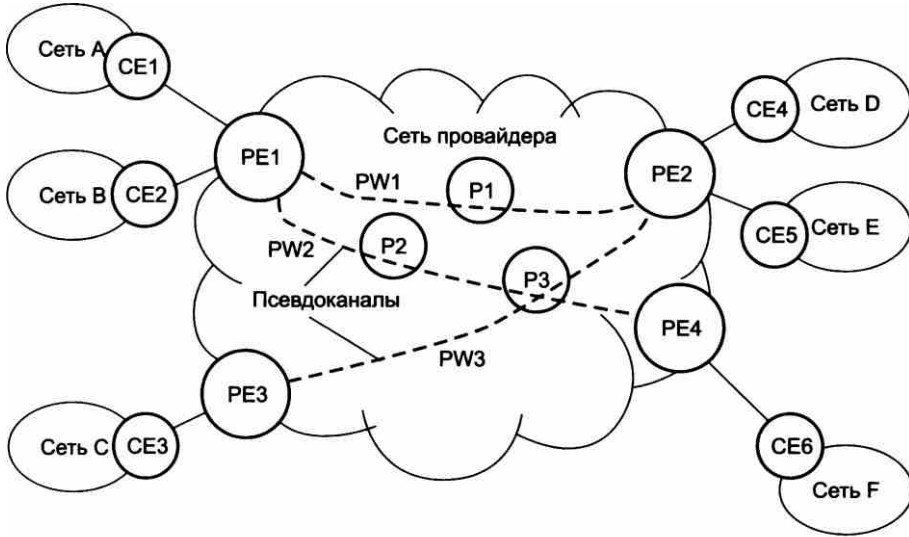 Сеть A
CE1
CE4
Сеть D
Сеть провайдера
PE1
PE2
Сеть B
CE2
PW1
P1
CE5
Сеть E
PW2
P2
P3
Псевдоканалы
PE4
PW3
PE3
Сеть C
CE3
CE6
Сеть F